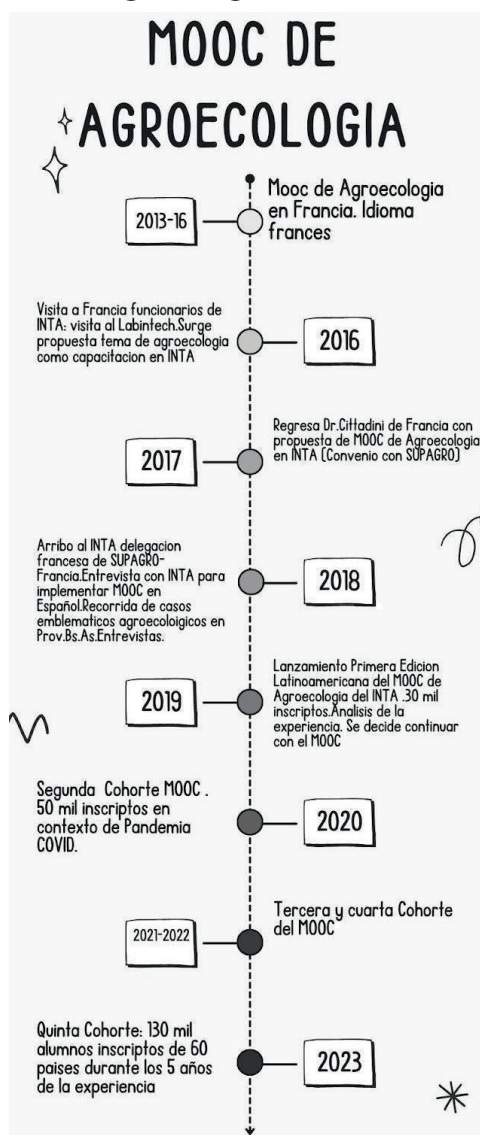 MOOC DE
AGROECOLOGIA
2013-16
Mooc de Agroecologia
en Francia. Idioma
frances
Visita a Francia funcionarios de
INTA: visita al Labintech.Surge
propuesta tema de agroecologia
como capacitacion en INTA
2016
2017
Regresa Dr.Cittadini de Francia con
propuesta de MOOC de Agroecologia
en INTA (Convenio con SUPAGRO)
Arribo al INTA delegacion
francesa de SUPAGRO-
Francia.Entrevista con INTA para
implementar MOOC en
Español.Recorrida de casos
emblematicos agroecoloigicos en
Prov.Bs.As.Entrevistas.
2018
2019
Lanzamiento Primera Edicion
Latinoamericana del MOOC de
Agroecologia del INTA .30 mil
inscriptos.Analisis de la
experiencia. Se decide continuar
con el MOOC
Segunda Cohorte MOOC .
50 mil inscriptos en
contexto de Pandemia
COVID.
2020
2021-2022
Tercera y cuarta Cohorte
del MOOC
Quinta Cohorte: 130 mil
alumnos inscriptos de 60
paises durante los 5 años
de la experiencia
2023